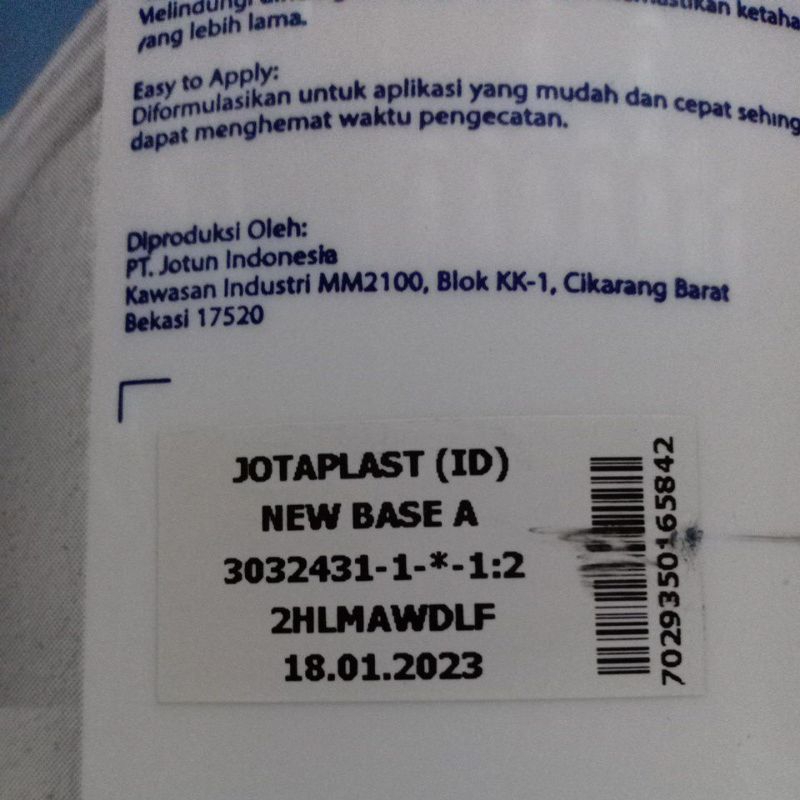 Melindungi
ketaha
yang lebih lama.
Easy to Apply:
Diformulasikan untuk aplikasi yang mudah dan cepat sehing
dapat menghemat waktu pengecatan.
Diproduksi Oleh:
PT. Jotun Indonesia
Kawasan Industri MM2100, Blok KK-1, Cikarang Barat
Bekasi 17520
JOTAPLAST (ID)
NEW BASE A
3032431-1-*-1:2
2HLMAWDLF
18.01.2023
7029350165842